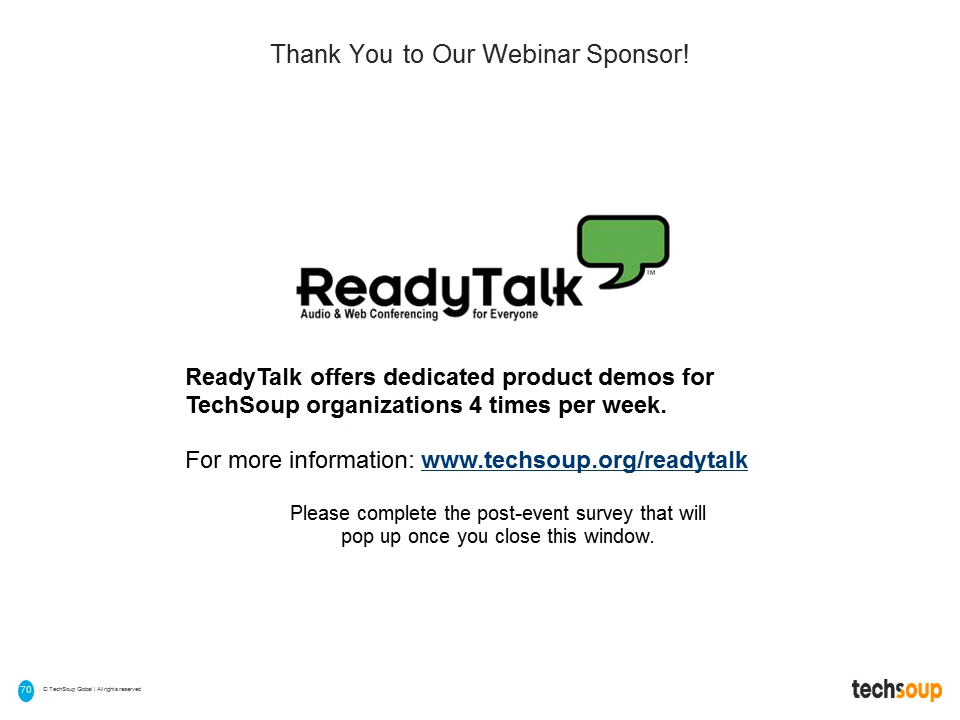 Thank You to Our Webinar Sponsor!
ReadyTalk™
Audio & Web Conferencing for Everyone
ReadyTalk offers dedicated product demos for
TechSoup organizations 4 times per week.
For more information: www.techsoup.org/readytalk
Please complete the post-event survey that will
pop up once you close this window.
70 . © TechSoup Global | All rights reserved
techsoup